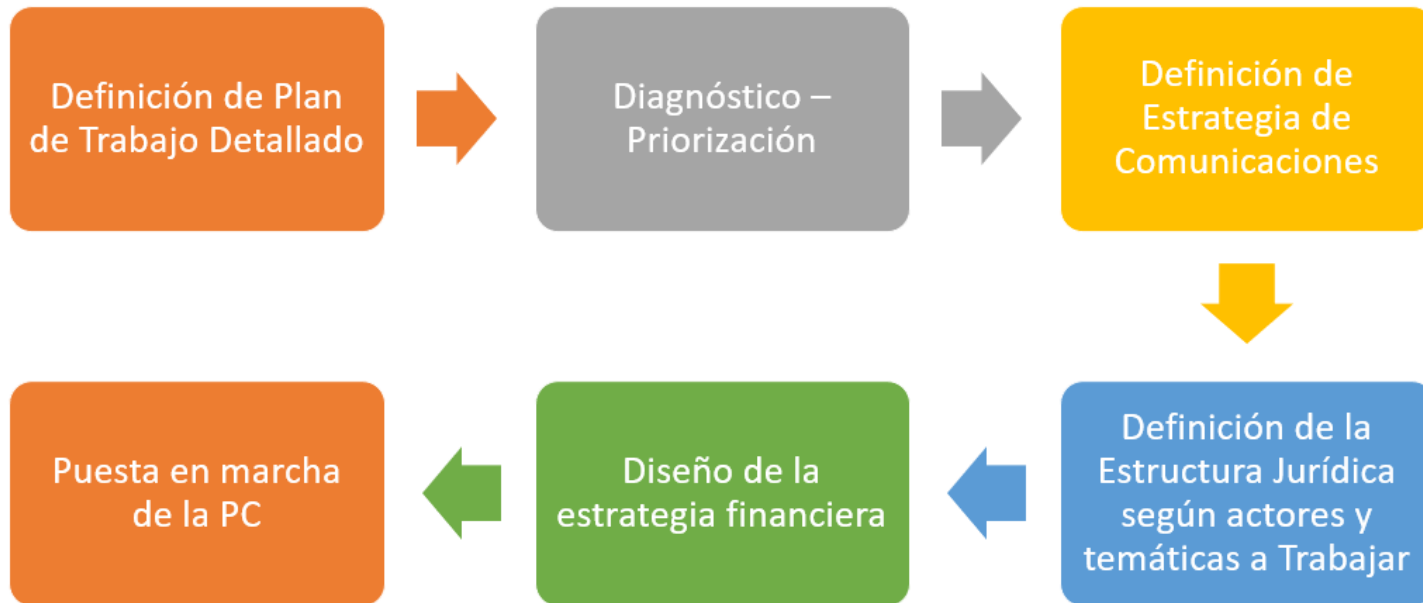 Definición de Plan
de Trabajo Detallado
Diagnóstico –
Priorización
Definición de
Estrategia de
Comunicaciones
Definición de la
Estructura Jurídica
según actores y
temáticas a Trabajar
Diseño de la
estrategia financiera
Puesta en marcha
de la PC